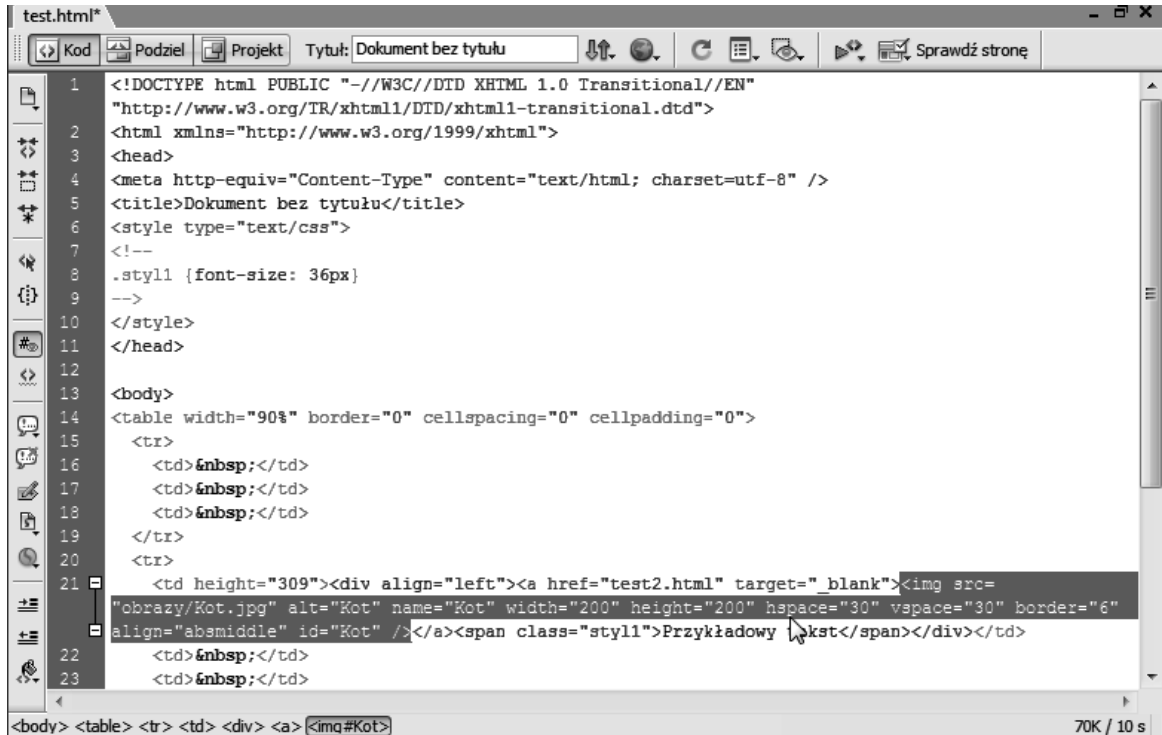 test.html*
Kod Podziel Projekt Tytuł: Dokument bez tytułu Sprawdź stronę
1 <!DOCTYPE html PUBLIC "-//W3C//DTD XHTML 1.0 Transitional//EN"
"http://www.w3.org/TR/xhtml1/DTD/xhtml1-transitional.dtd">
2 <html xmlns="http://www.w3.org/1999/xhtml">
3 <head>
4 <meta http-equiv="Content-Type" content="text/html; charset=utf-8" />
5 <title>Dokument bez tytułu</title>
6 <style type="text/css">
7 <!--
8 .styl1 {font-size: 36px}
9 -->
10 </style>
11 </head>
12
13 <body>
14 <table width="90%" border="0" cellspacing="0" cellpadding="0">
15 <tr>
16 <td>&nbsp;</td>
17 <td>&nbsp;</td>
18 <td>&nbsp;</td>
19 </tr>
20 <tr>
21 <td height="309"><div align="left"><a href="test2.html" target="_blank"><img src=
"obrazy/Kot.jpg" alt="Kot" name="Kot" width="200" height="200" hspace="30" vspace="30" border="6"
align="absmiddle" id="Kot" /></a><span class="styl1">Przykładowy tekst</span></div></td>
22 <td>&nbsp;</td>
23 <td>&nbsp;</td>
<body> <table> <tr> <td> <div> <a> <img#Kot> 70K / 10 s